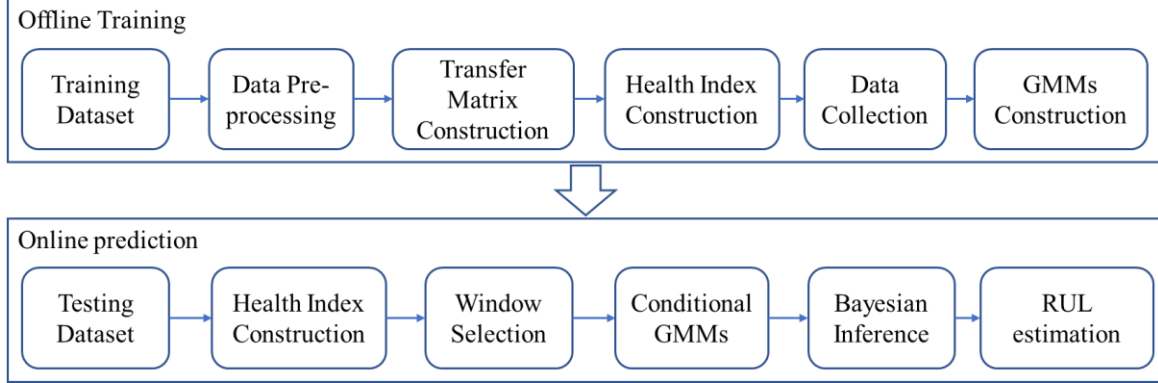 Offline Training
Training
Dataset
Data Pre-
processing
Transfer
Matrix
Construction
Health Index
Construction
Data
Collection
GMMs
Construction
Online prediction
Testing
Dataset
Health Index
Construction
Window
Selection
Conditional
GMMs
Bayesian
Inference
RUL
estimation